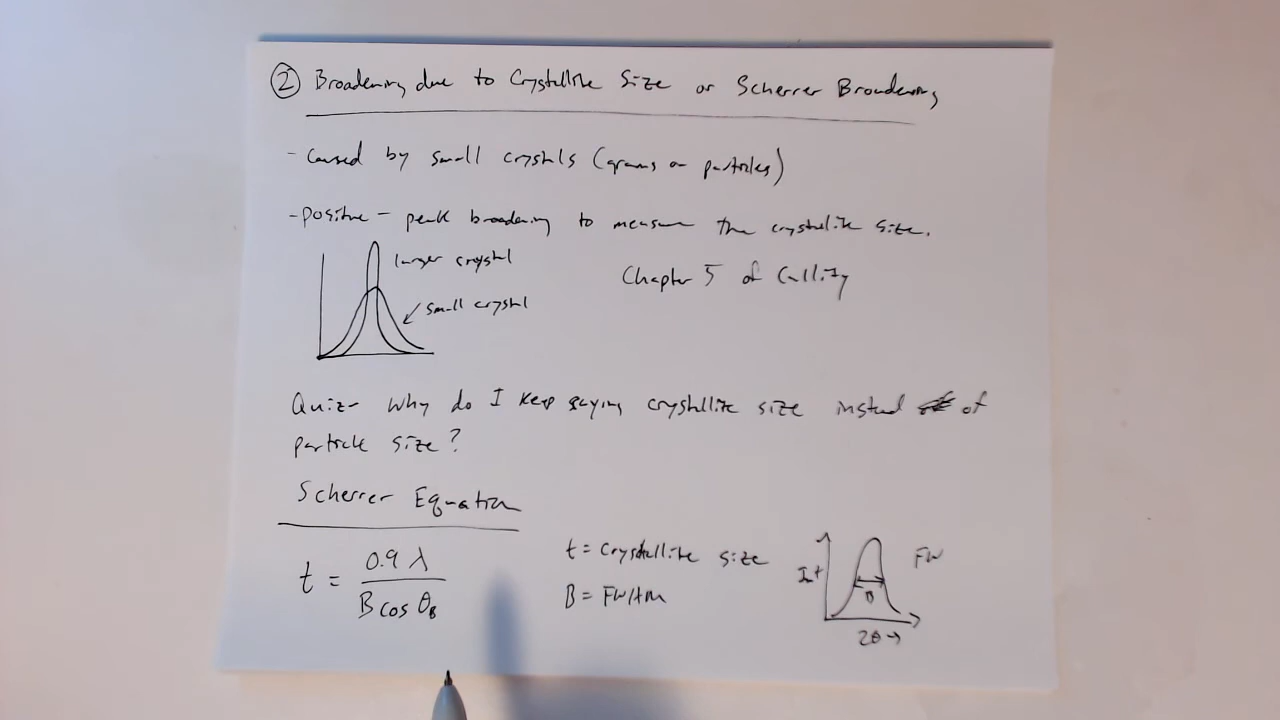 ② Broadening due to Crystallite Size or Scherrer Broadening
- Caused by small crystals (grains or particles)
- positive - peak broadening to measure the crystallite size.
larger crystal
Chapter 5 of Cullity
small crystal
Quiz - Why do I keep saying crystallite size instead of
particle size?
Scherrer Equation
t = 0.9 λ / B cos θB
t = crystallite size
B = FWHM
Int
B
FW
2θ →